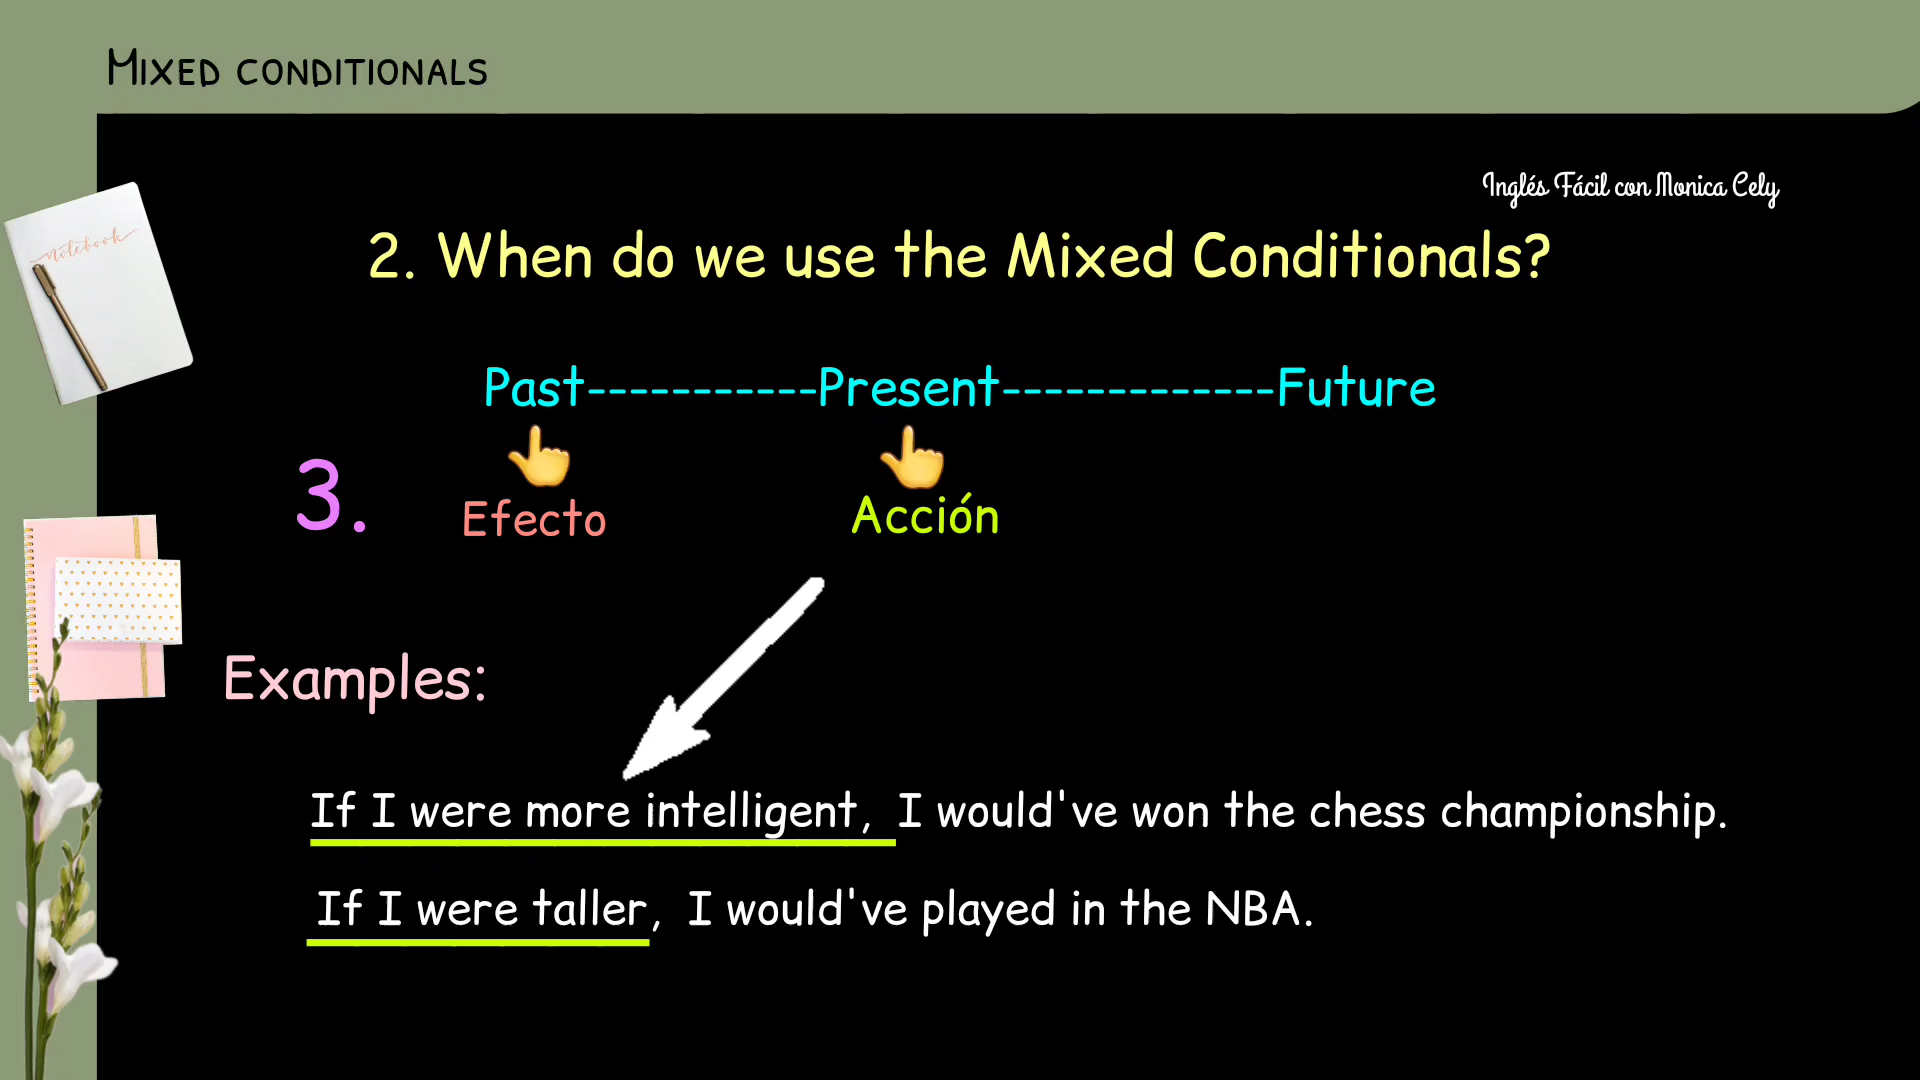 Mixed conditionals
Inglés Fácil con Monica Cely
notebook
2. When do we use the Mixed Conditionals?
Past-----------Present-------------Future
3. Efecto Acción
Examples:
If I were more intelligent, I would've won the chess championship.
If I were taller, I would've played in the NBA.